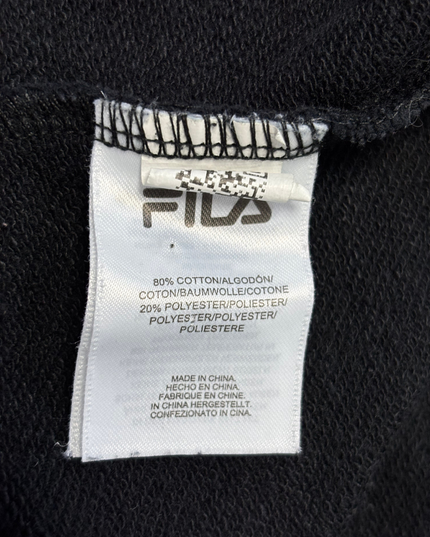 FILA
80% COTTON/ALGODÓN/
COTON/BAUMWOLLE/COTONE
20% POLYESTER/POLIESTER/
POLYESTER/POLYESTER/
POLIESTERE
MADE IN CHINA.
HECHO EN CHINA.
FABRIQUE EN CHINE.
IN CHINA HERGESTELLT.
CONFEZIONATO IN CINA.